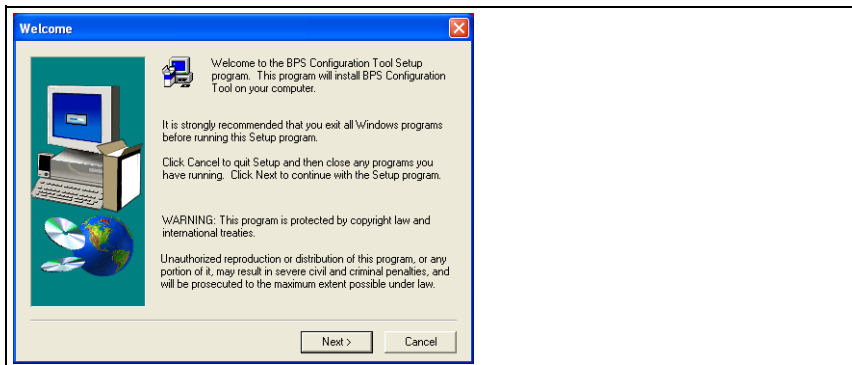 Welcome
Welcome to the BPS Configuration Tool Setup
program. This program will install BPS Configuration
Tool on your computer.
It is strongly recommended that you exit all Windows programs
before running this Setup program.
Click Cancel to quit Setup and then close any programs you
have running. Click Next to continue with the Setup program.
WARNING: This program is protected by copyright law and
international treaties.
Unauthorized reproduction or distribution of this program, or any
portion of it, may result in severe civil and criminal penalties, and
will be prosecuted to the maximum extent possible under law.
Next >
Cancel